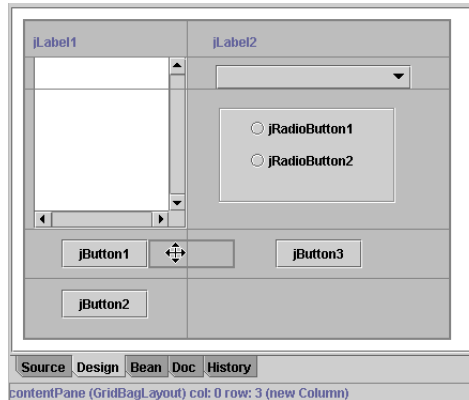 jLabel1 jLabel2
jRadioButton1
jRadioButton2
jButton1 jButton3
jButton2
Source Design Bean Doc History
contentPane (GridBagLayout) col: 0 row: 3 (new Column)